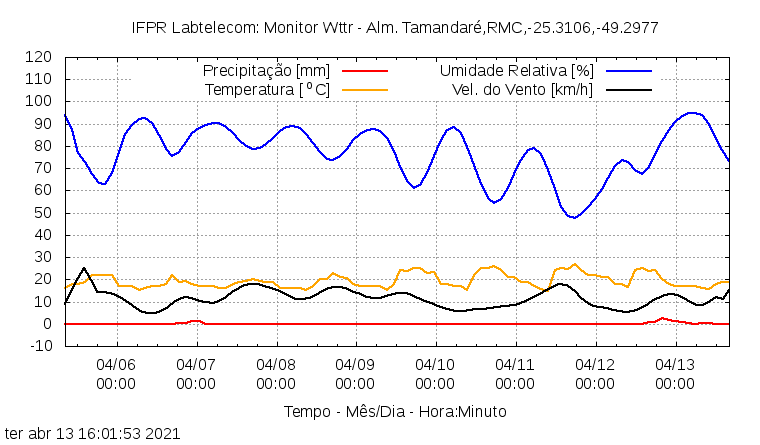 IFPR Labtelecom: Monitor Wttr - Alm. Tamandaré,RMC,-25.3106,-49.2977
120
110
100
90
80
70
60
50
40
30
20
10
0
-10
Precipitação [mm]
Temperatura [⁰C]
Umidade Relativa [%]
Vel. do Vento [km/h]
04/06 04/07 04/08 04/09 04/10 04/11 04/12 04/13
00:00 00:00 00:00 00:00 00:00 00:00 00:00 00:00
Tempo - Mês/Dia - Hora:Minuto
ter abr 13 16:01:53 2021